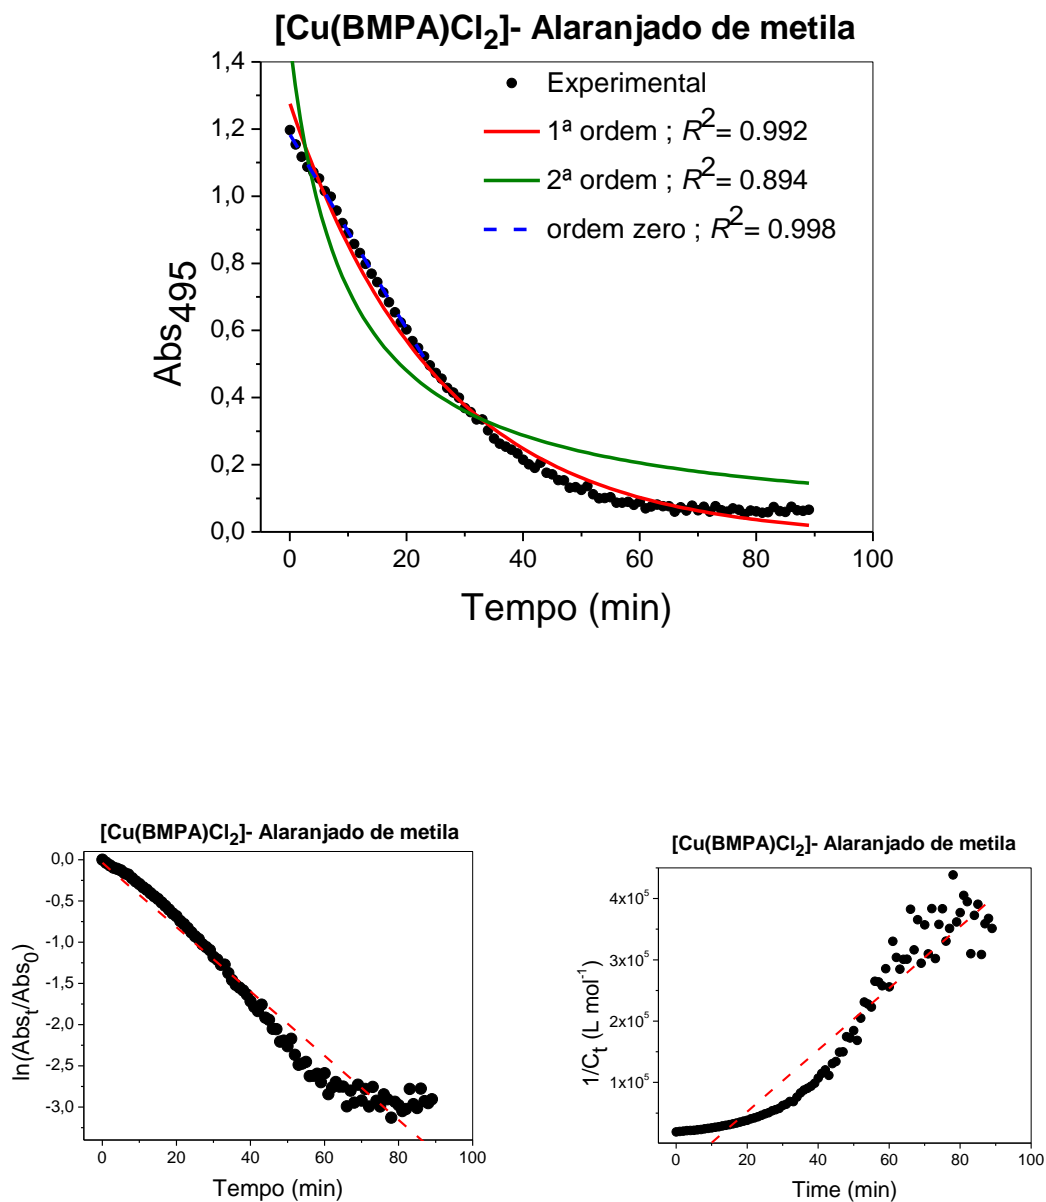 [Cu(BMPA)Cl₂]- Alaranjado de metila
Experimental
1ª ordem ; R²= 0.992
2ª ordem ; R²= 0.894
ordem zero ; R²= 0.998
1,4
1,2
1,0
0,8
0,6
0,4
0,2
0,0
Abs₄₉₅
0 20 40 60 80 100
Tempo (min)
[Cu(BMPA)Cl₂]- Alaranjado de metila
0,0
-0,5
-1,0
-1,5
-2,0
-2,5
-3,0
ln(Absₜ/Abs₀)
0 20 40 60 80 100
Tempo (min)
[Cu(BMPA)Cl₂]- Alaranjado de metila
4x10⁵
3x10⁵
2x10⁵
1x10⁵
1/Cₜ (L mol⁻¹)
0 20 40 60 80 100
Time (min)